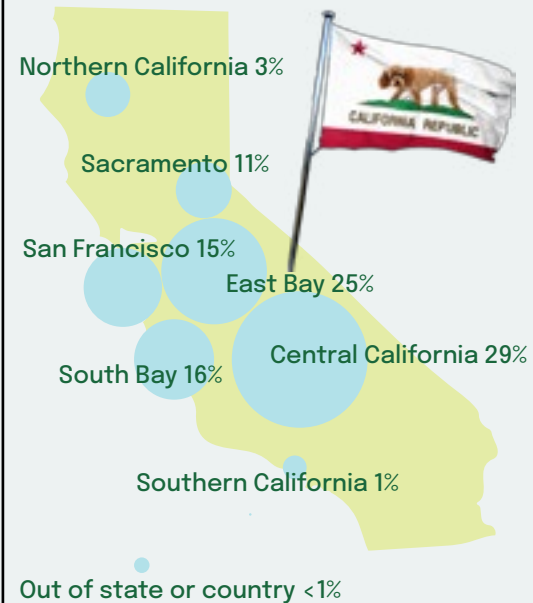 Northern California 3%
CALIFORNIA REPUBLIC
Sacramento 11%
San Francisco 15%
East Bay 25%
Central California 29%
South Bay 16%
Southern California 1%
Out of state or country <1%